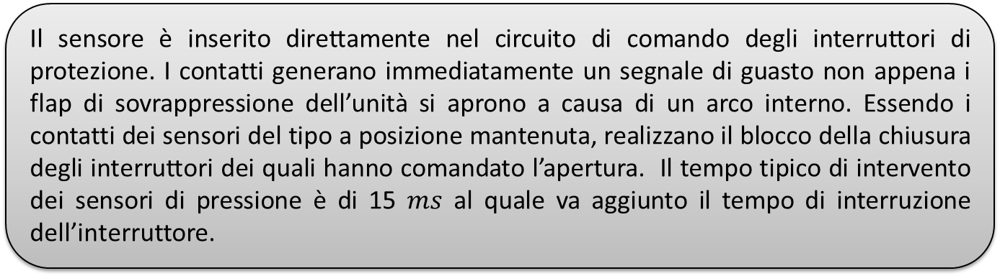 Il sensore è inserito direttamente nel circuito di comando degli interruttori di
protezione. I contatti generano immediatamente un segnale di guasto non appena i
flap di sovrappressione dell’unità si aprono a causa di un arco interno. Essendo i
contatti dei sensori del tipo a posizione mantenuta, realizzano il blocco della chiusura
degli interruttori dei quali hanno comandato l’apertura. Il tempo tipico di intervento
dei sensori di pressione è di 15 ms al quale va aggiunto il tempo di interruzione
dell’interruttore.